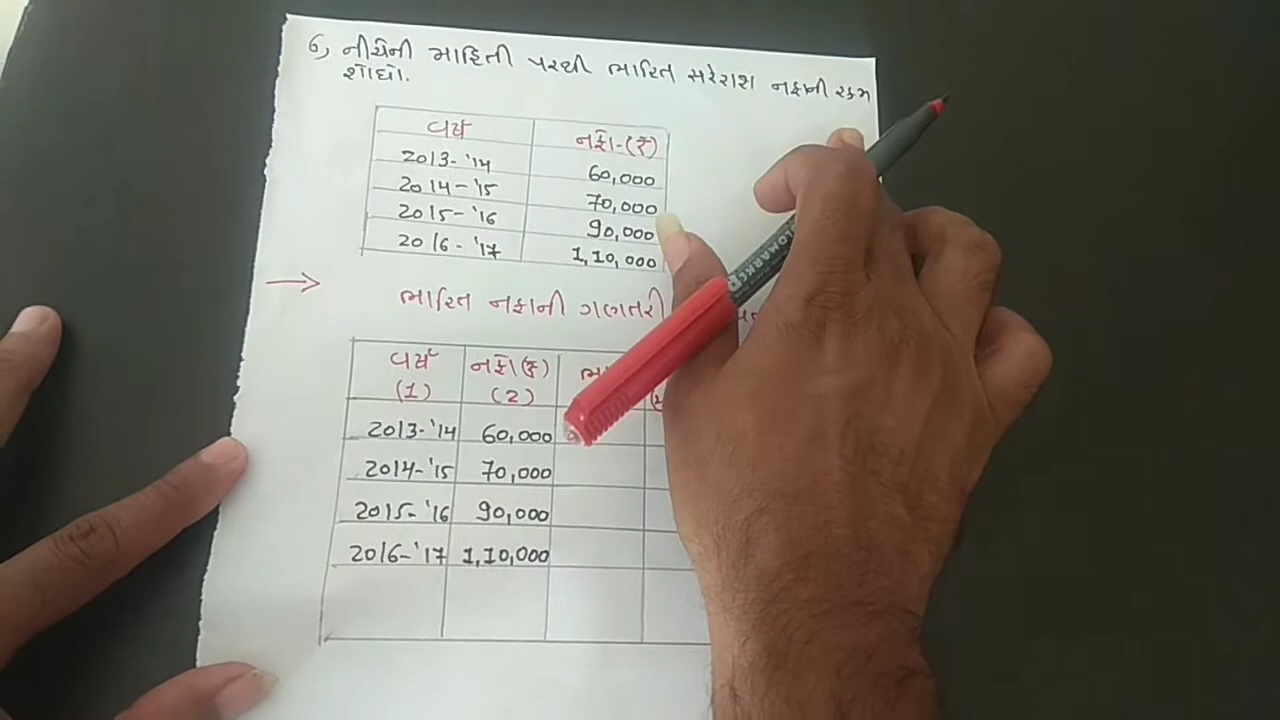 6, નીચેની માહિતી પરથી ભારિત સરેરાશ નફાની રકમ
શોધો.
વર્ષ નફો-(₹)
2013-'14 60,000
2014-'15 70,000
2015-'16 90,000
2016-'17 1,10,000
ભારિત નફાની ગણતરી
વર્ષ નફો(₹)
(1) (2)
2013-'14 60,000
2014-'15 70,000
2015-'16 90,000
2016-'17 1,10,000